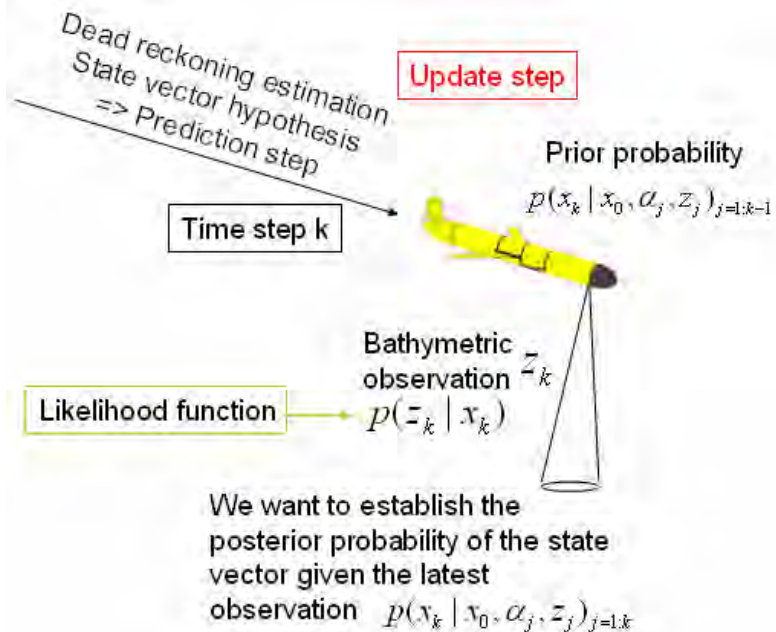 Dead reckoning estimation
State vector hypothesis
=> Prediction step
Update step
Prior probability
p(x_k | x_0, α_j, z_j)_{j=1:k-1}
Time step k
Bathymetric
observation z_k
Likelihood function
p(z_k | x_k)
We want to establish the
posterior probability of the state
vector given the latest
observation p(x_k | x_0, α_j, z_j)_{j=1:k}